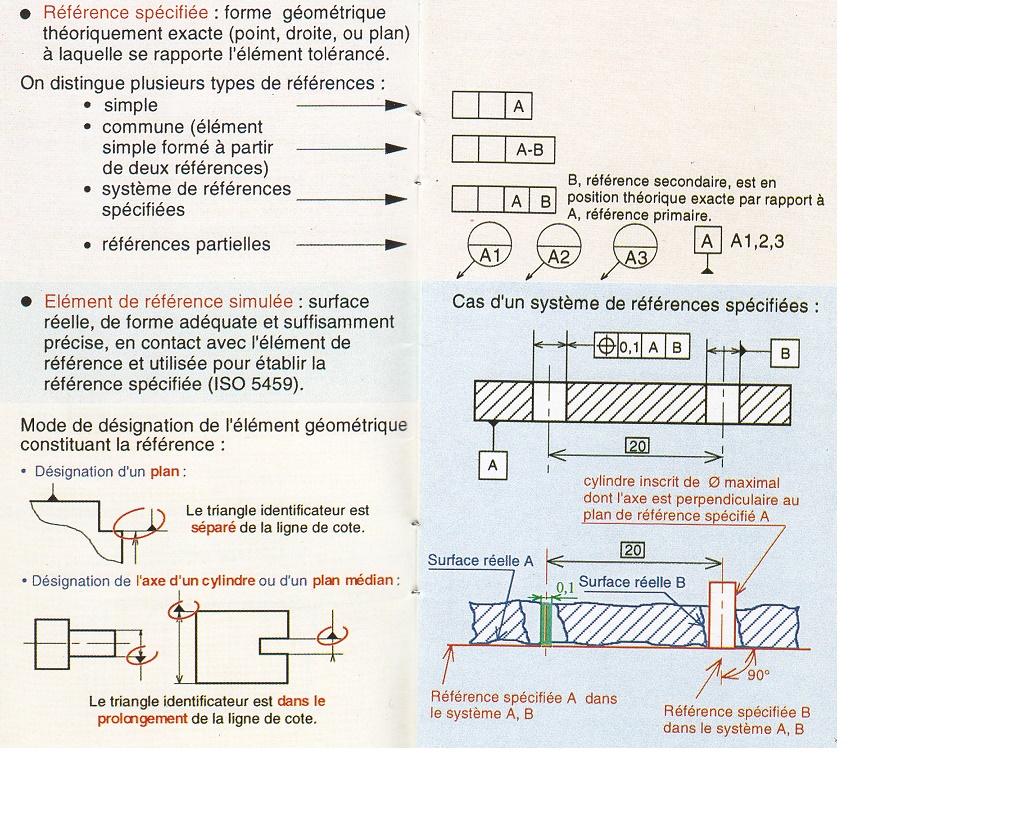 ● Référence spécifiée : forme géométrique
théoriquement exacte (point, droite, ou plan)
à laquelle se rapporte l'élément tolérancé.
On distingue plusieurs types de références :
• simple
A
• commune (élément
simple formé à partir
de deux références)
A-B
• système de références
spécifiées
A B
B, référence secondaire, est en
position théorique exacte par rapport à
A, référence primaire.
• références partielles
A1 A2 A3 A A1,2,3
● Elément de référence simulée : surface
réelle, de forme adéquate et suffisamment
précise, en contact avec l'élément de
référence et utilisée pour établir la
référence spécifiée (ISO 5459).
Mode de désignation de l'élément géométrique
constituant la référence :
• Désignation d'un plan :
Le triangle identificateur est
séparé de la ligne de cote.
• Désignation de l'axe d'un cylindre ou d'un plan médian :
Le triangle identificateur est dans le
prolongement de la ligne de cote.
Cas d'un système de références spécifiées :
⌖ 0,1 A B
B
20
A
cylindre inscrit de Ø maximal
dont l'axe est perpendiculaire au
plan de référence spécifié A
20
Surface réelle A
0,1
Surface réelle B
90°
Référence spécifiée A dans
le système A, B
Référence spécifiée B
dans le système A, B